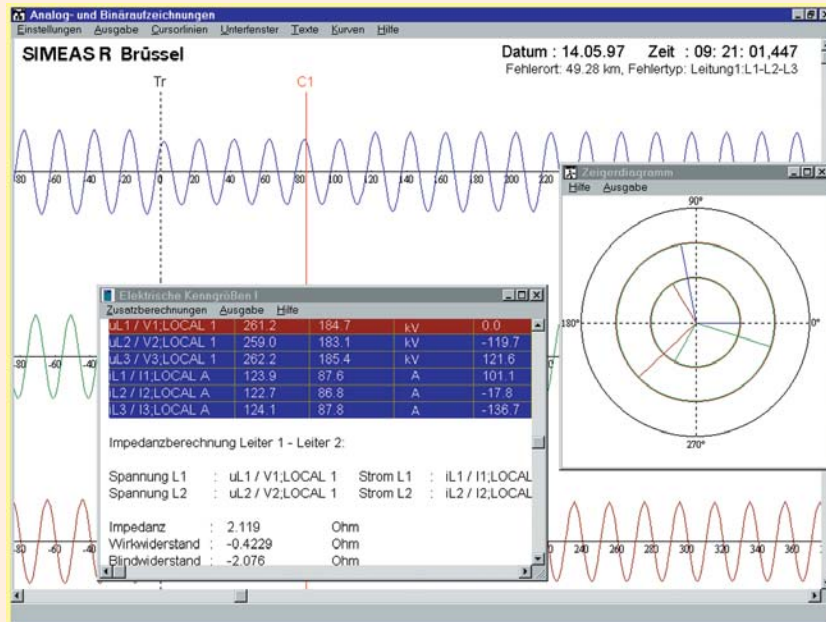 Analog- und Binäraufzeichnungen
Einstellungen Ausgabe Cursorlinien Unterfenster Texte Kurven Hilfe
SIMEAS R Brüssel
Datum : 14.05.97 Zeit : 09: 21: 01,447
Fehlerort: 49.28 km, Fehlertyp: Leitung1:L1-L2-L3
Tr C1
-80 -60 -40 -20 0 20 40 60 80 100 120 140 160 180 200 220
Zeigerdiagramm
Hilfe Ausgabe
90°
180° 0°
270°
Elektrische Kenngrößen I
Zusatzberechnungen Ausgabe Hilfe
uL1 / V1;LOCAL 1 261.2 184.7 kV 0.0
uL2 / V2;LOCAL 1 259.0 183.1 kV -119.7
uL3 / V3;LOCAL 1 262.2 185.4 kV 121.6
iL1 / I1;LOCAL A 123.9 87.6 A 101.1
iL2 / I2;LOCAL A 122.7 86.8 A -17.8
iL3 / I3;LOCAL A 124.1 87.8 A -136.7
Impedanzberechnung Leiter 1 - Leiter 2:
Spannung L1 : uL1 / V1;LOCAL 1 Strom L1 : iL1 / I1;LOCAL
Spannung L2 : uL2 / V2;LOCAL 1 Strom L2 : iL2 / I2;LOCAL
Impedanz : 2.119 Ohm
Wirkwiderstand : -0.4229 Ohm
Blindwiderstand : -2.076 Ohm
-80 -60 -40
-80 -60 -40 240 260 280 300 320 340 360